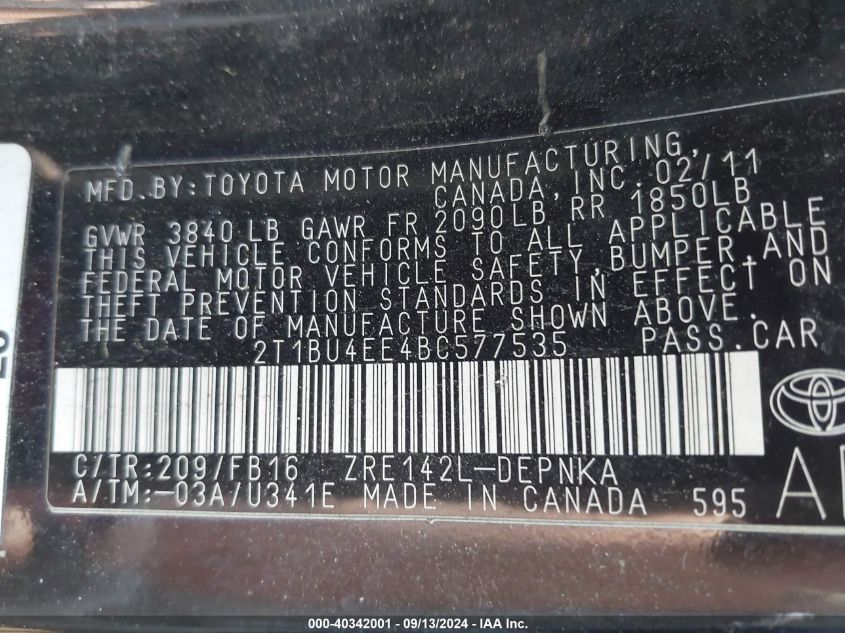 MFD.BY:TOYOTA MOTOR MANUFACTURING,
CANADA,INC. 02/11
GVWR 3840 LB GAWR FR 2090LB RR 1850LB
THIS VEHICLE CONFORMS TO ALL APPLICABLE
FEDERAL MOTOR VEHICLE SAFETY,BUMPER,AND
THEFT PREVENTION STANDARDS IN EFFECT ON
THE DATE OF MANUFACTURE SHOWN ABOVE.
2T1BU4EE4BC577535 PASS.CAR
C/TR:209/FB16 ZRE142L-DEPNKA
A/TM:-03A/U341E MADE IN CANADA 595
000-40342001 - 09/13/2024 - IAA Inc.